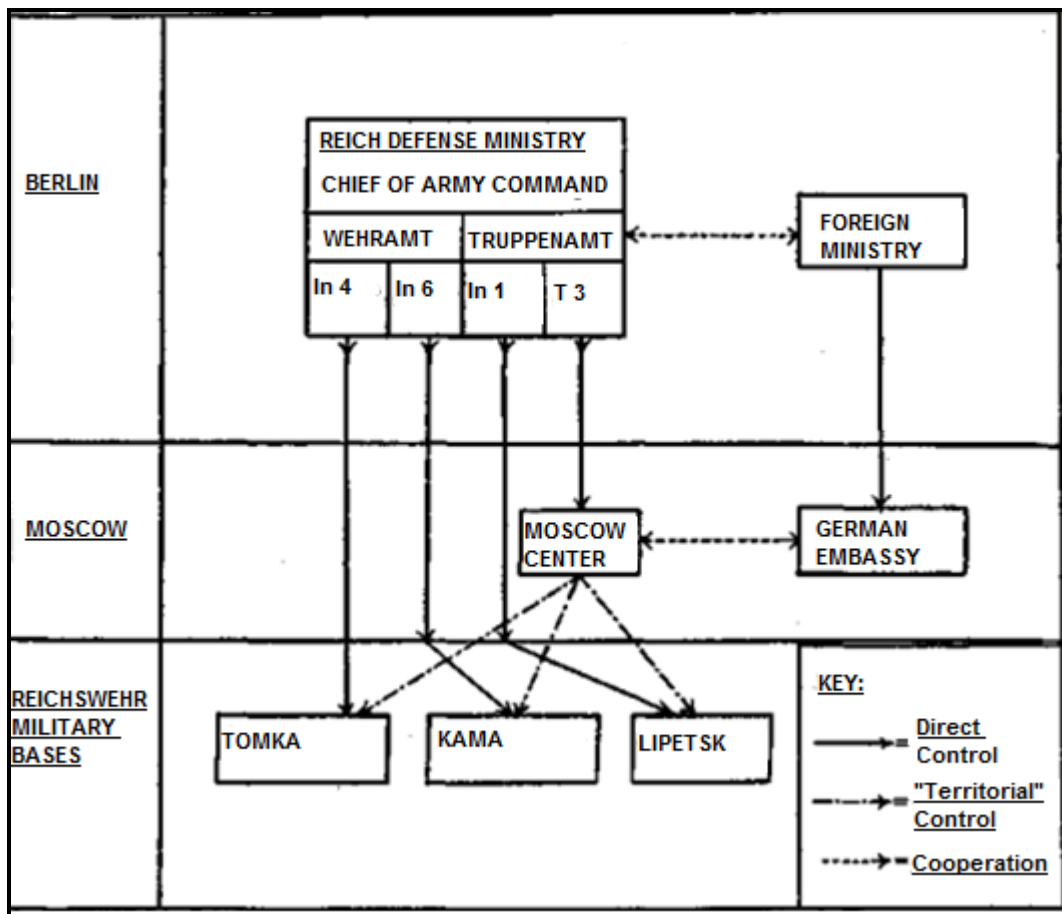 BERLIN
REICH DEFENSE MINISTRY
CHIEF OF ARMY COMMAND
WEHRAMT
TRUPPENAMT
In 4
In 6
In 1
T 3
FOREIGN
MINISTRY
MOSCOW
MOSCOW
CENTER
GERMAN
EMBASSY
REICHSWEHR
MILITARY
BASES
TOMKA
KAMA
LIPETSK
KEY:
= Direct
Control
= "Territorial"
Control
= Cooperation